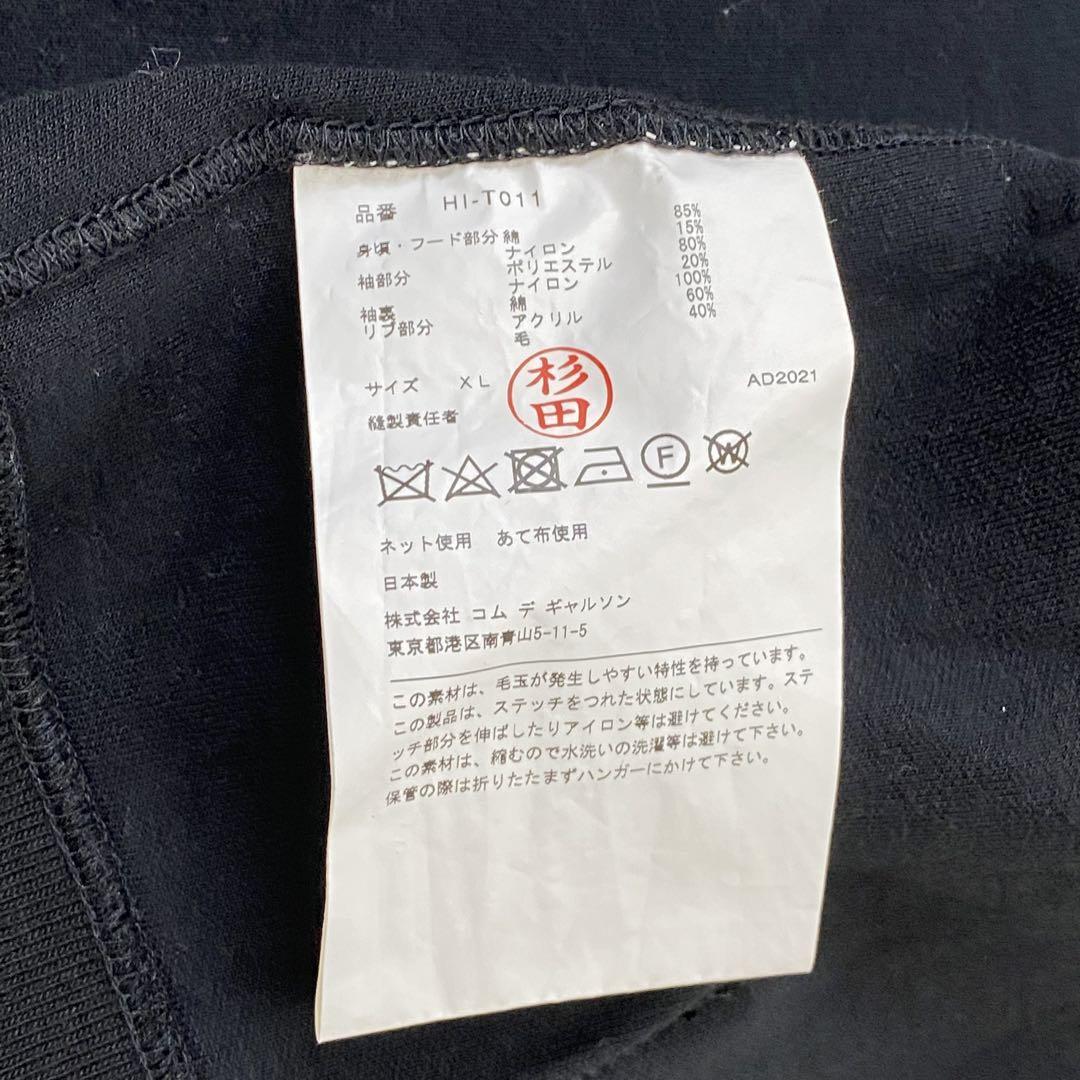 品番 HI-T011
身頃・フード部分 綿 85%
ナイロン 15%
袖部分 ポリエステル 80%
ナイロン 20%
袖裏 綿 100%
リブ部分 アクリル 60%
毛 40%
サイズ XL 杉田 AD2021
縫製責任者
F W
ネット使用 あて布使用
日本製
株式会社 コム デ ギャルソン
東京都港区南青山5-11-5
この素材は、毛玉が発生しやすい特性を持っています。
この製品は、ステッチをつれた状態にしています。ステ
ッチ部分を伸ばしたりアイロン等は避けてください。
この素材は、縮むので水洗いの洗濯等は避けて下さい。
保管の際は折りたたまずハンガーにかけて下さい。